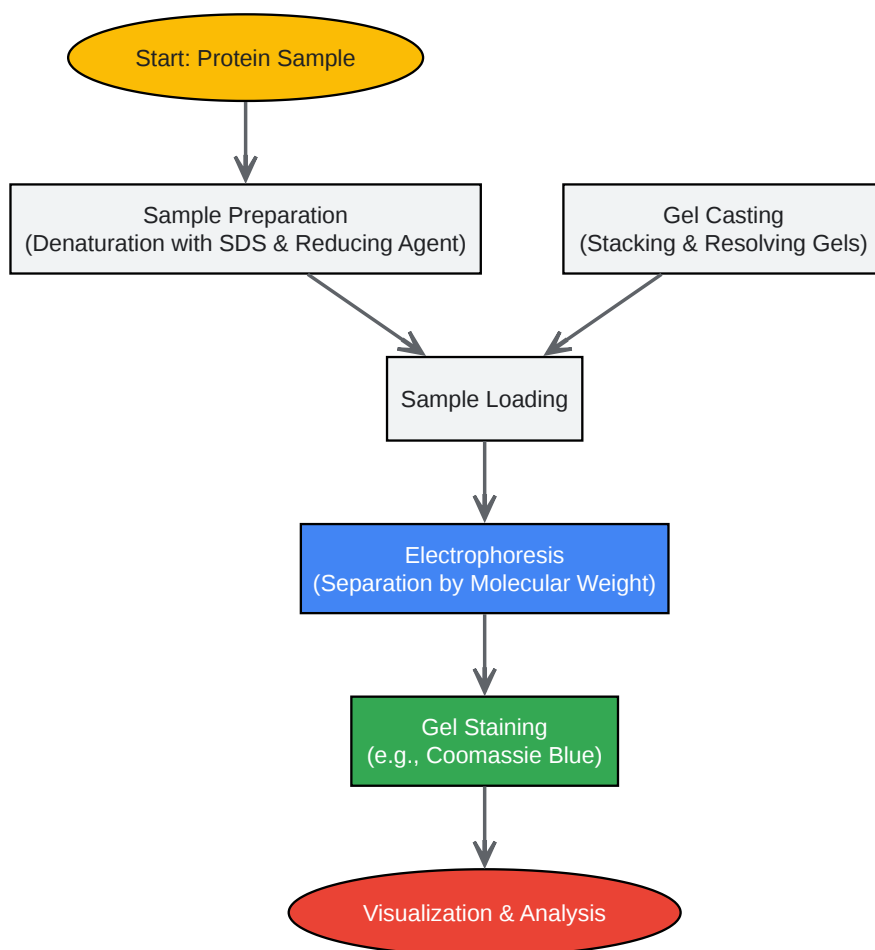 Start: Protein Sample
Sample Preparation
(Denaturation with SDS & Reducing Agent)
Gel Casting
(Stacking & Resolving Gels)
Sample Loading
Electrophoresis
(Separation by Molecular Weight)
Gel Staining
(e.g., Coomassie Blue)
Visualization & Analysis